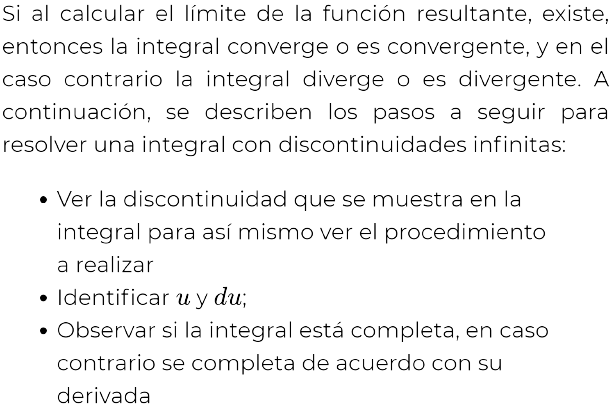 Si al calcular el límite de la función resultante, existe,
entonces la integral converge o es convergente, y en el
caso contrario la integral diverge o es divergente. A
continuación, se describen los pasos a seguir para
resolver una integral con discontinuidades infinitas:
• Ver la discontinuidad que se muestra en la
integral para así mismo ver el procedimiento
a realizar
• Identificar u y du;
• Observar si la integral está completa, en caso
contrario se completa de acuerdo con su
derivada